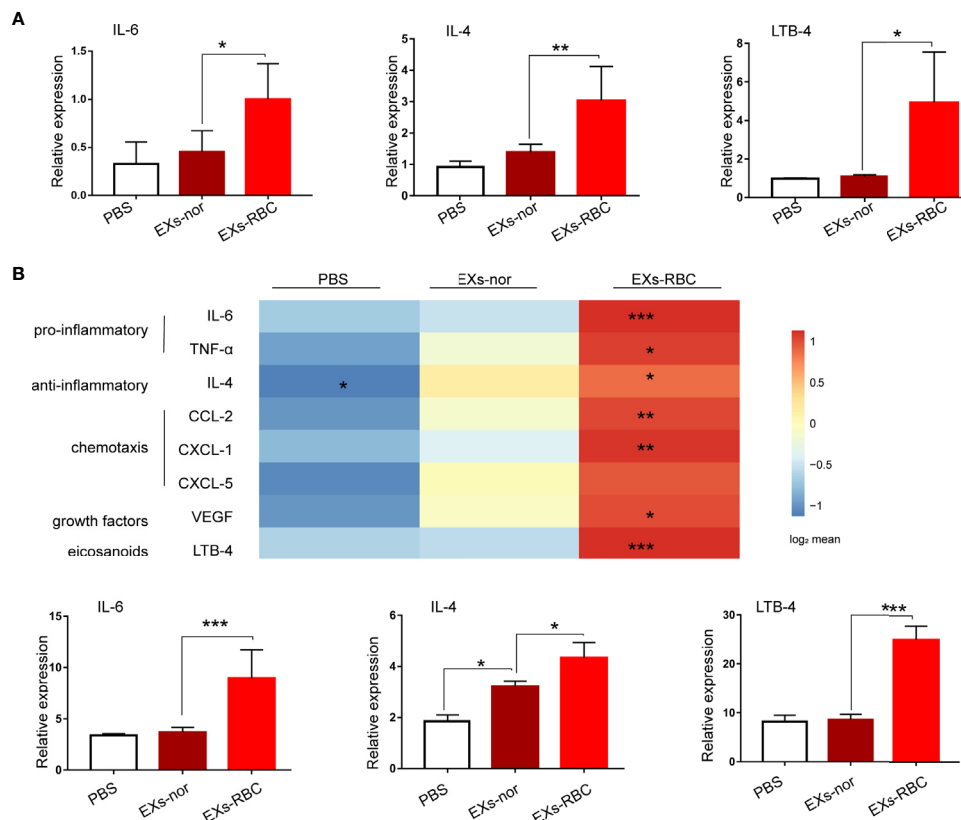 A
IL-6
Relative expression
1.5
1.0
0.5
0.0
*
PBS
EXs-nor
EXs-RBC
IL-4
Relative expression
5
4
3
2
1
0
**
PBS
EXs-nor
EXs-RBC
LTB-4
Relative expression
8
6
4
2
0
*
PBS
EXs-nor
EXs-RBC
B
PBS EXs-nor EXs-RBC
pro-inflammatory
IL-6 ***
TNF-α *
anti-inflammatory
IL-4 * *
chemotaxis
CCL-2 **
CXCL-1 **
CXCL-5
growth factors VEGF *
eicosanoids LTB-4 ***
1
0.5
0
−0.5
−1
log₂ mean
IL-6
Relative expression
15
10
5
0
***
PBS
EXs-nor
EXs-RBC
IL-4
Relative expression
6
4
2
0
*
*
PBS
EXs-nor
EXs-RBC
LTB-4
Relative expression
30
20
10
0
***
PBS
EXs-nor
EXs-RBC